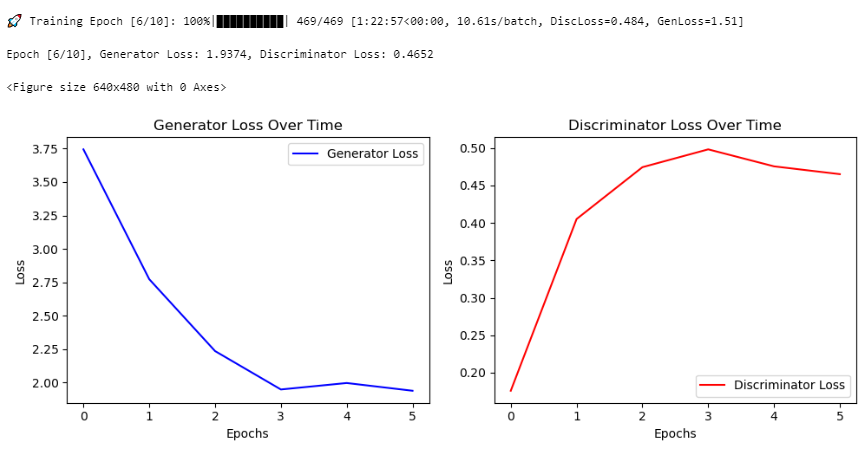 🚀 Training Epoch [6/10]: 100%|██████████| 469/469 [1:22:57<00:00, 10.61s/batch, DiscLoss=0.484, GenLoss=1.51]
Epoch [6/10], Generator Loss: 1.9374, Discriminator Loss: 0.4652
<Figure size 640x480 with 0 Axes>
Generator Loss Over Time
Generator Loss
3.75
3.50
3.25
3.00
2.75
2.50
2.25
2.00
Loss
0 1 2 3 4 5
Epochs
Discriminator Loss Over Time
0.50
0.45
0.40
0.35
0.30
0.25
0.20
Loss
Discriminator Loss
0 1 2 3 4 5
Epochs